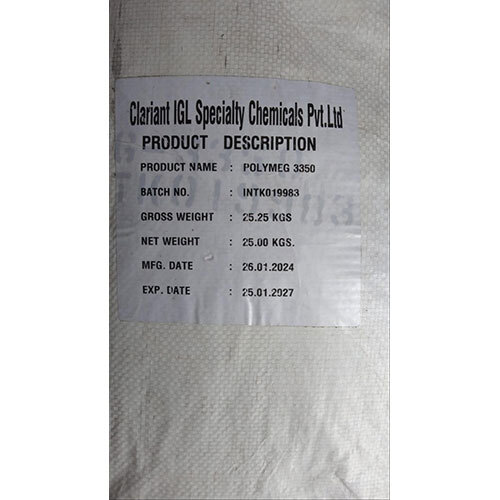 Clariant IGL Specialty Chemicals Pvt.Ltd
PRODUCT DESCRIPTION
PRODUCT NAME : POLYMEG 3350
BATCH NO. : INTK019983
GROSS WEIGHT : 25.25 KGS
NET WEIGHT : 25.00 KGS.
MFG. DATE : 26.01.2024
EXP. DATE : 25.01.2027